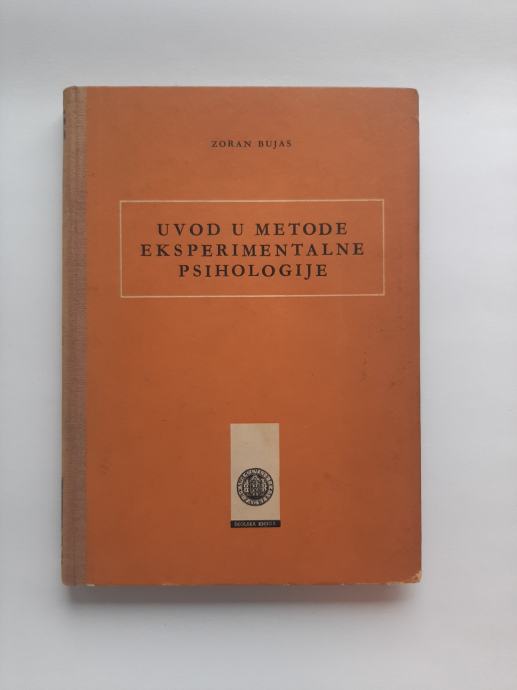 ZORAN BUJAS
UVOD U METODE
EKSPERIMENTALNE
PSIHOLOGIJE
ŠKOLSKA KNJIGA